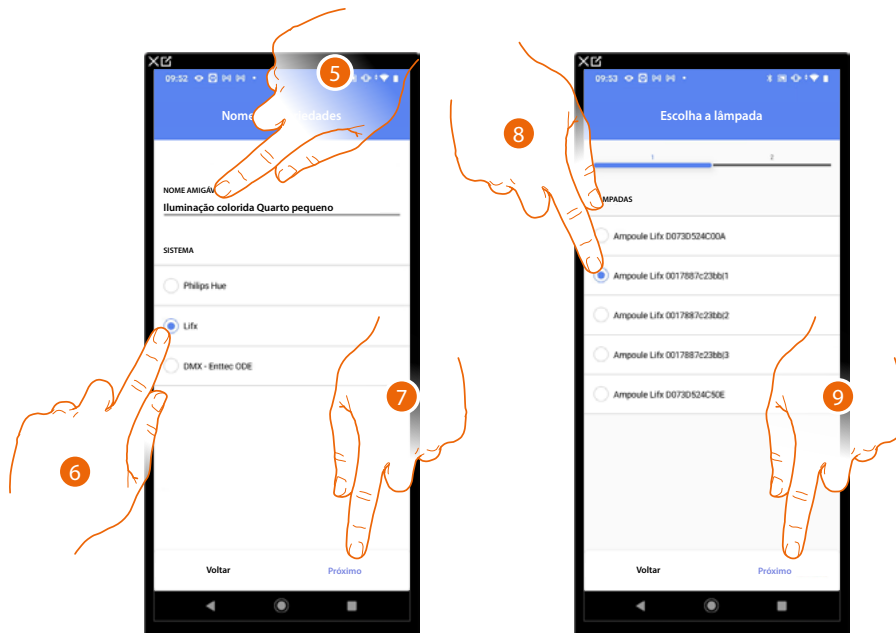 5
09:52
Nome
edades
NOME AMIGÁV
Iluminação colorida Quarto pequeno
SISTEMA
Philips Hue
Lifx
DMX - Enttec ODE
7
6
Voltar
Próximo
09:53
8
Escolha a lâmpada
1
2
MPADAS
Ampoule Lifx D073D524C00A
Ampoule Lifx 0017887c23bb|1
Ampoule Lifx 0017887c23bb|2
Ampoule Lifx 0017887c23bb|3
Ampoule Lifx D073D524C50E
9
Voltar
Próximo